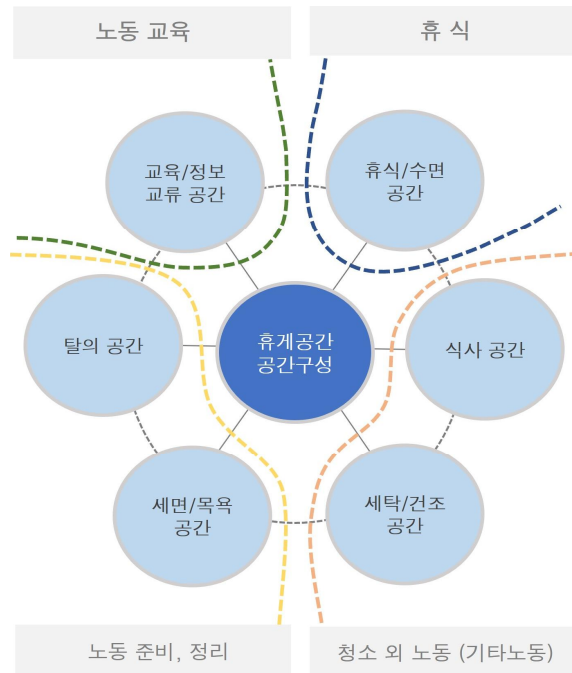 노동 교육
휴 식
교육/정보
교류 공간
휴식/수면
공간
탈의 공간
휴게공간
공간구성
식사 공간
세면/목욕
공간
세탁/건조
공간
노동 준비, 정리
청소 외 노동 (기타노동)